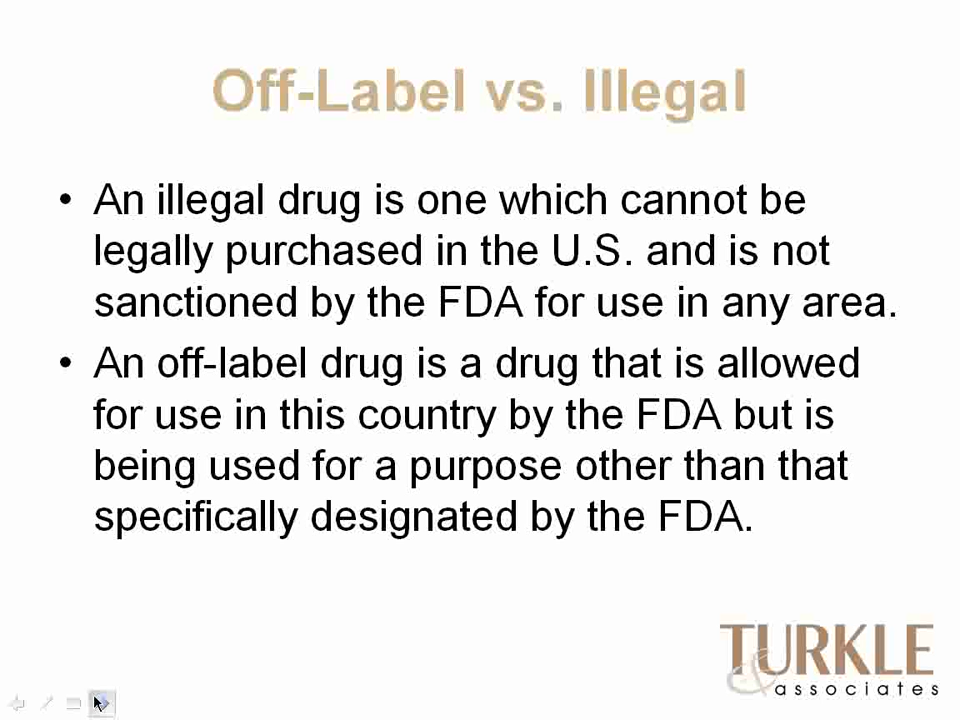 Off-Label vs. Illegal
• An illegal drug is one which cannot be
legally purchased in the U.S. and is not
sanctioned by the FDA for use in any area.
• An off-label drug is a drug that is allowed
for use in this country by the FDA but is
being used for a purpose other than that
specifically designated by the FDA.
TURKLE
& associates